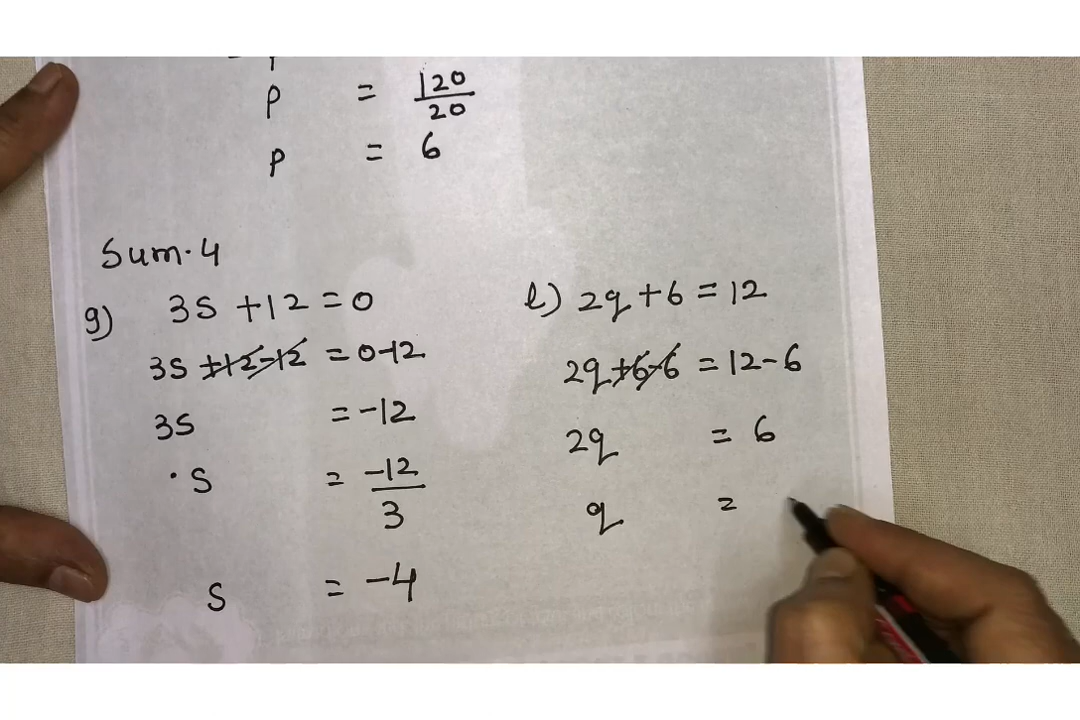 p = 120/20
p = 6
Sum.4
g) 3s +12 = 0
3s +12-12 = 0-12
3s = -12
s = -12/3
s = -4
l) 2q + 6 = 12
2q +6-6 = 12-6
2q = 6
q =